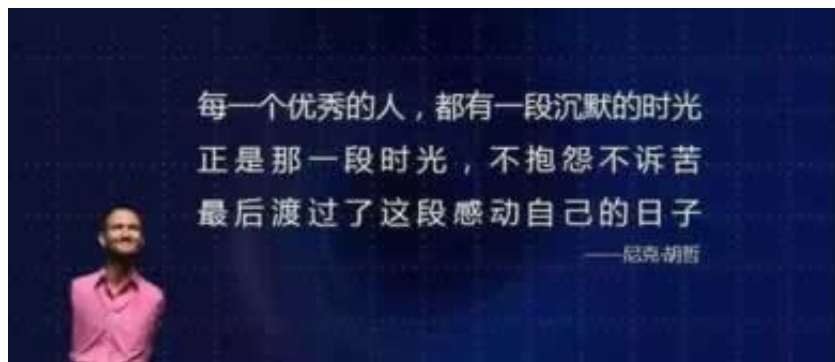 每一个优秀的人，都有一段沉默的时光
正是那一段时光，不抱怨不诉苦
最后渡过了这段感动自己的日子
——尼克·胡哲